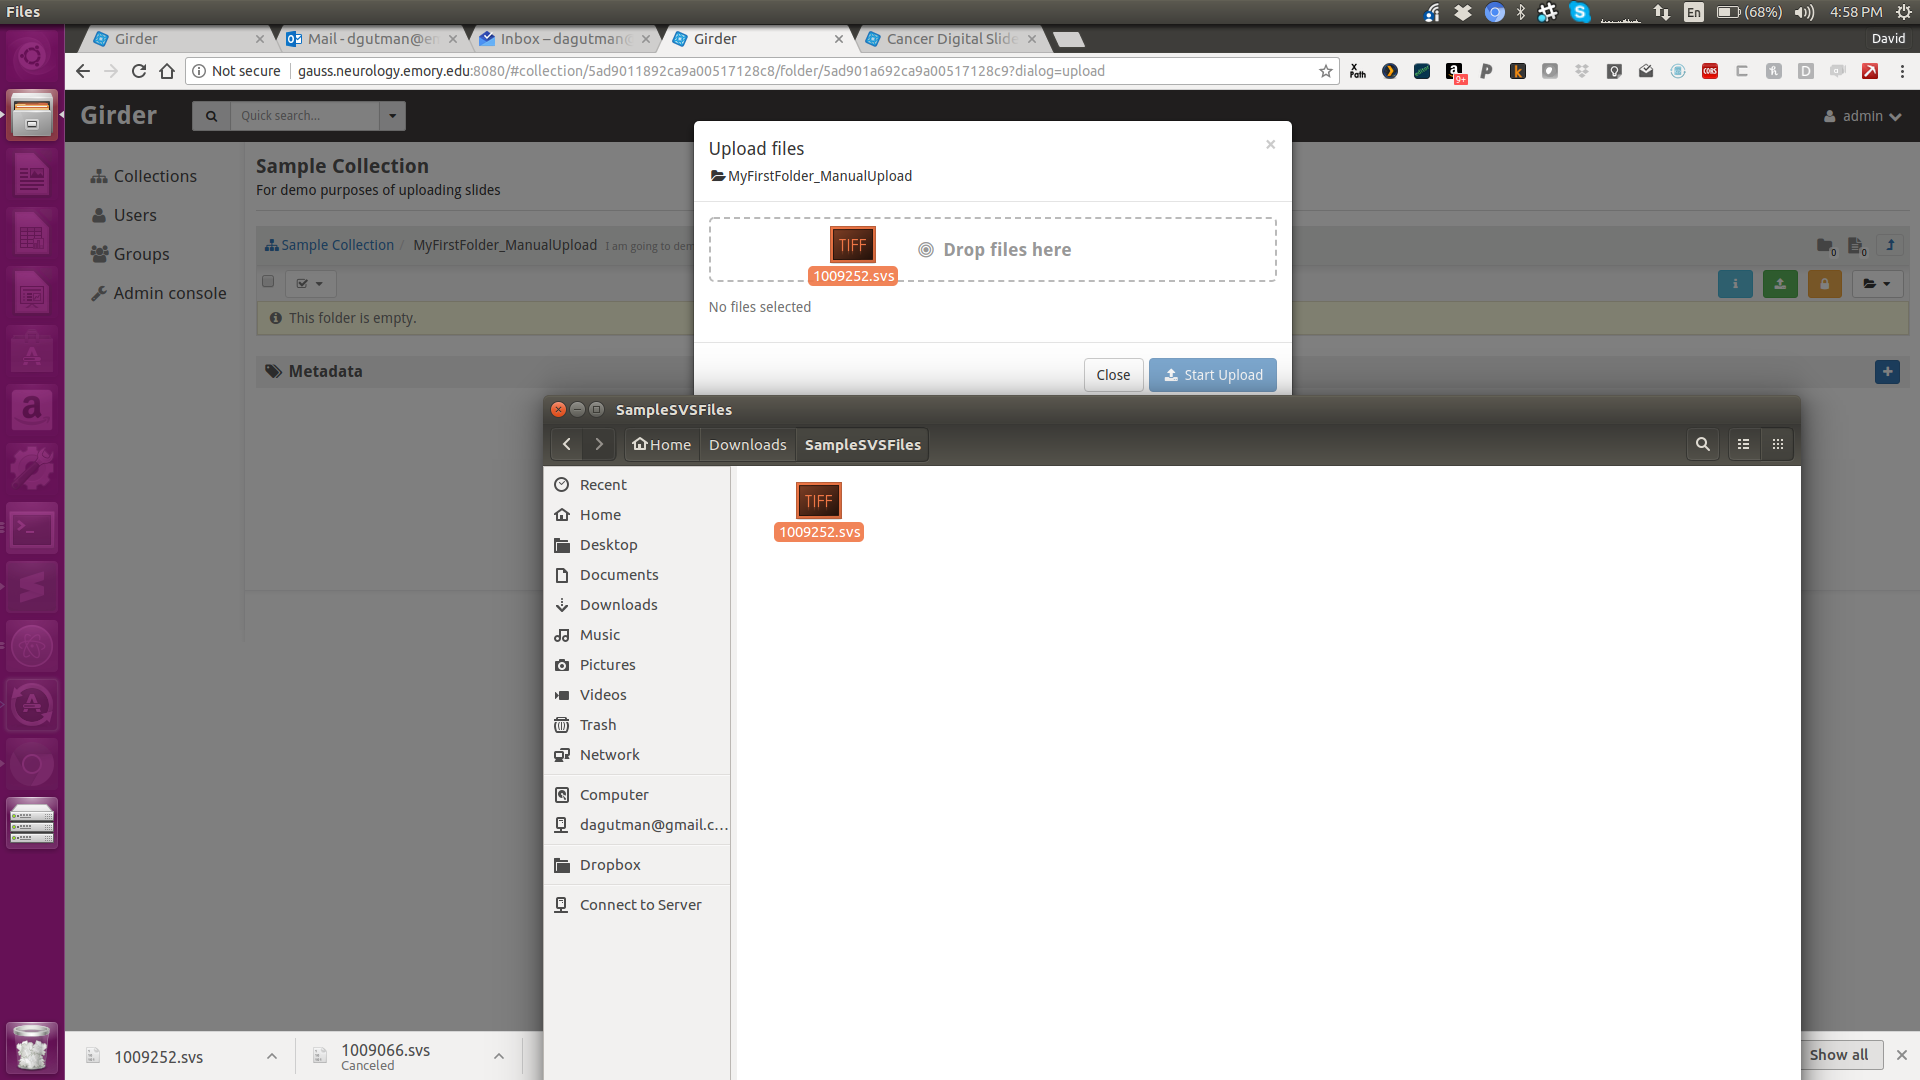 Files
En
(68%)
4:58 PM
Girder
Mail - dgutman@e
Inbox – dagutman@
Girder
Cancer Digital Slide
David
Not secure
gauss.neurology.emory.edu:8080/#collection/5ad9011892ca9a00517128c8/folder/5ad901a692ca9a00517128c9?dialog=upload
X Path
a
9+
CORS
Girder
Quick search...
admin
Collections
Users
Groups
Admin console
Sample Collection
For demo purposes of uploading slides
Sample Collection / MyFirstFolder_ManualUpload I am going to dem
0
0
This folder is empty.
Metadata
Upload files
MyFirstFolder_ManualUpload
TIFF
1009252.svs
Drop files here
No files selected
Close
Start Upload
SampleSVSFiles
Home
Downloads
SampleSVSFiles
Recent
Home
Desktop
Documents
Downloads
Music
Pictures
Videos
Trash
Network
Computer
dagutman@gmail.c...
Dropbox
Connect to Server
TIFF
1009252.svs
1009252.svs
1009066.svs
Canceled
Show all